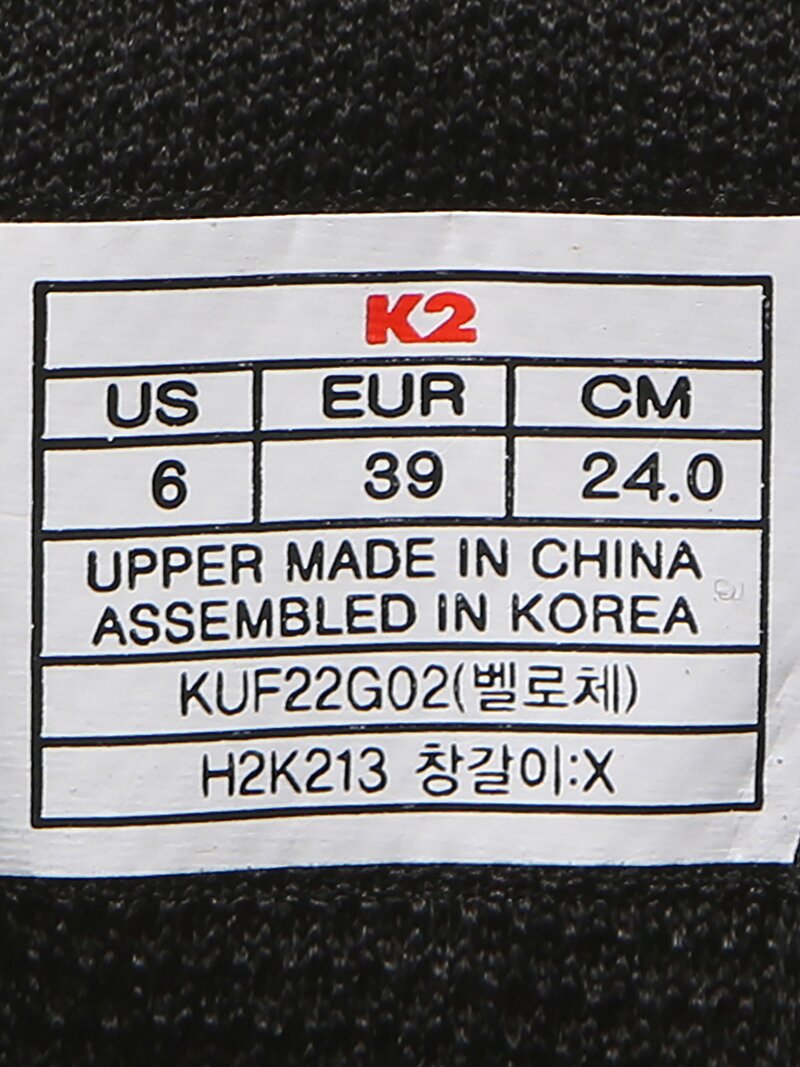 K2
US EUR CM
6 39 24.0
UPPER MADE IN CHINA
ASSEMBLED IN KOREA
KUF22G02(벨로체)
H2K213 창갈이:X